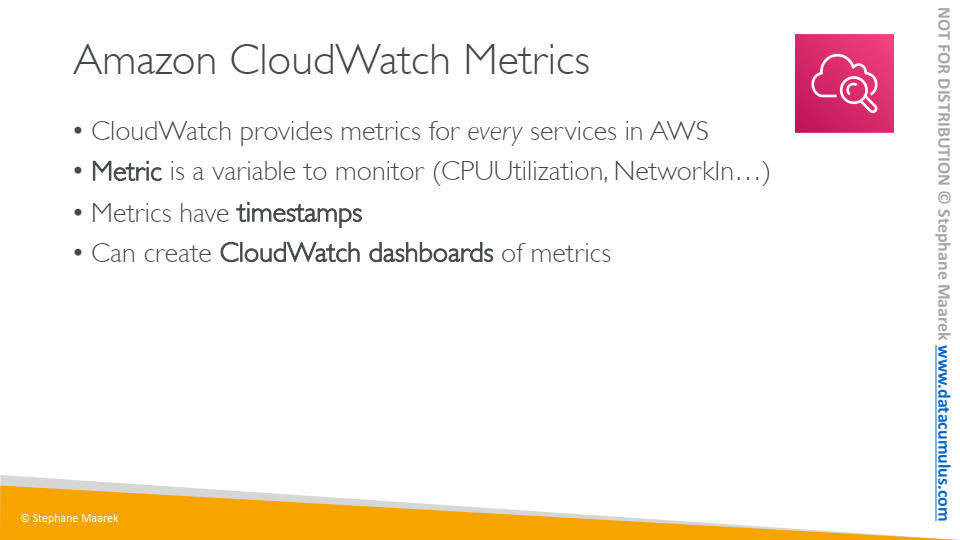 Amazon CloudWatch Metrics
• CloudWatch provides metrics for every services in AWS
• Metric is a variable to monitor (CPUUtilization, NetworkIn…)
• Metrics have timestamps
• Can create CloudWatch dashboards of metrics
© Stephane Maarek
NOT FOR DISTRIBUTION © Stephane Maarek www.datacumulus.com